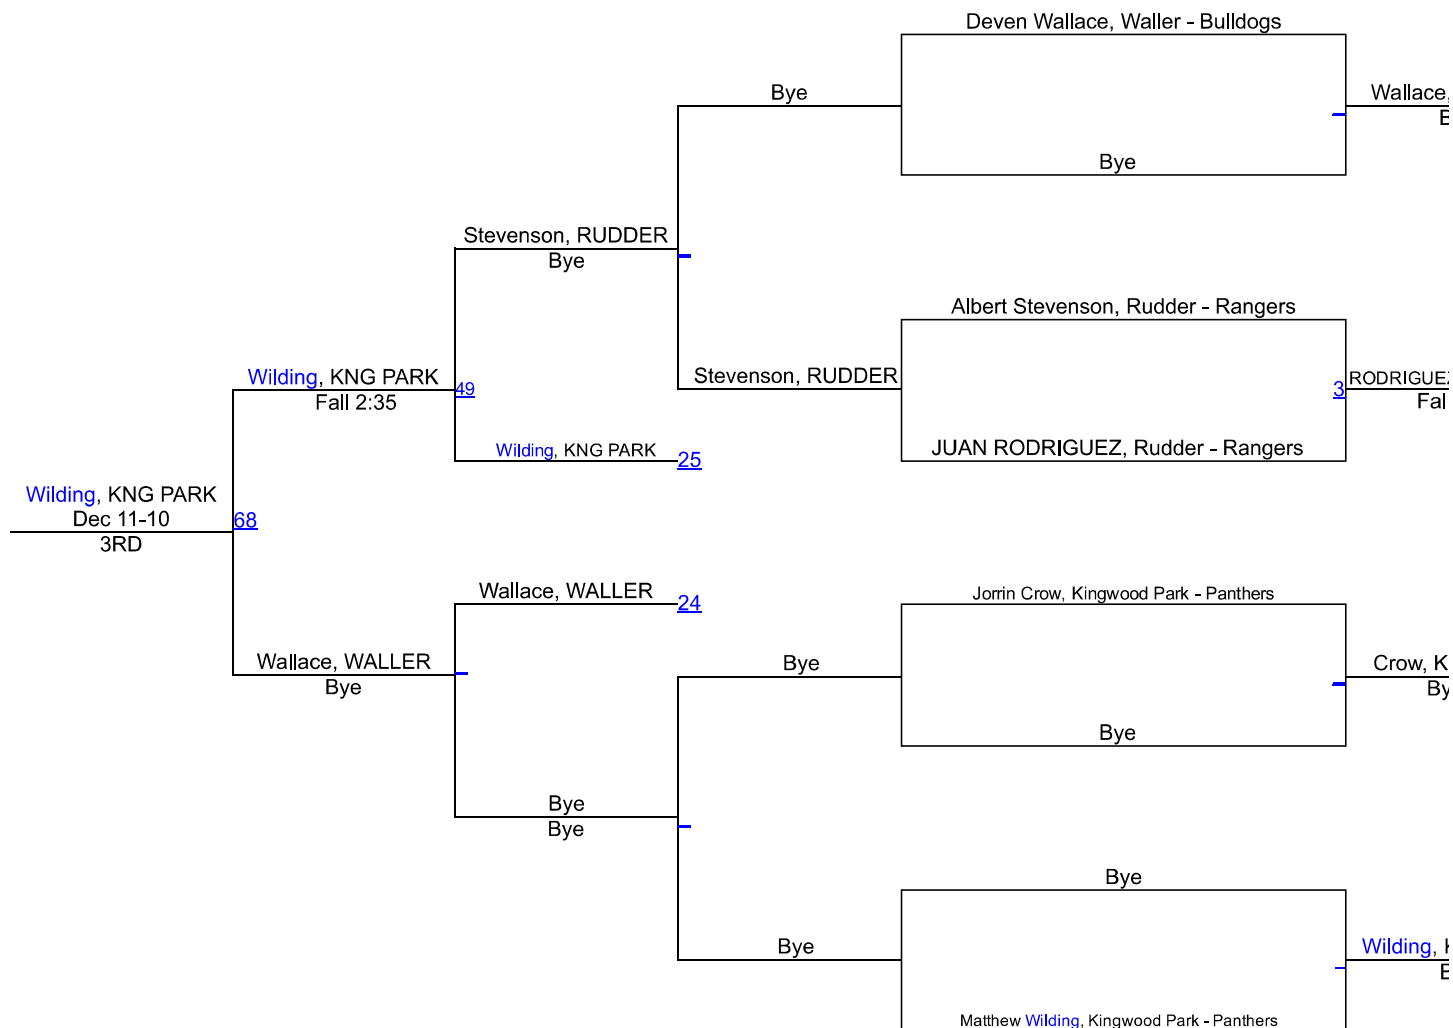 Deven Wallace, Waller - Bulldogs
Bye
Wallace,
Bye
Stevenson, RUDDER
Bye
Albert Stevenson, Rudder - Rangers
Wilding, KNG PARK
Fall 2:35
49
Stevenson, RUDDER
3
RODRIGUEZ
Fal
Wilding, KNG PARK
25
JUAN RODRIGUEZ, Rudder - Rangers
Wilding, KNG PARK
Dec 11-10
3RD
68
Wallace, WALLER
24
Jorrin Crow, Kingwood Park - Panthers
Wallace, WALLER
Bye
Bye
Crow, K
By
Bye
Bye
Bye
Bye
Bye
Wilding,
Matthew Wilding, Kingwood Park - Panthers